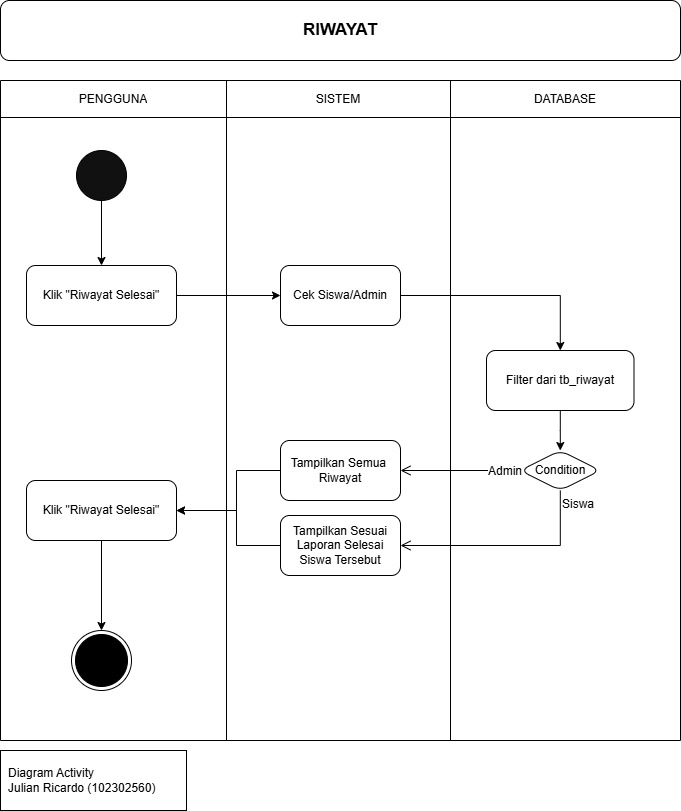 RIWAYAT
PENGGUNA
SISTEM
DATABASE
Klik "Riwayat Selesai"
Cek Siswa/Admin
Filter dari tb_riwayat
Tampilkan Semua
Riwayat
Admin
Condition
Siswa
Klik "Riwayat Selesai"
Tampilkan Sesuai
Laporan Selesai
Siswa Tersebut
Diagram Activity
Julian Ricardo (102302560)